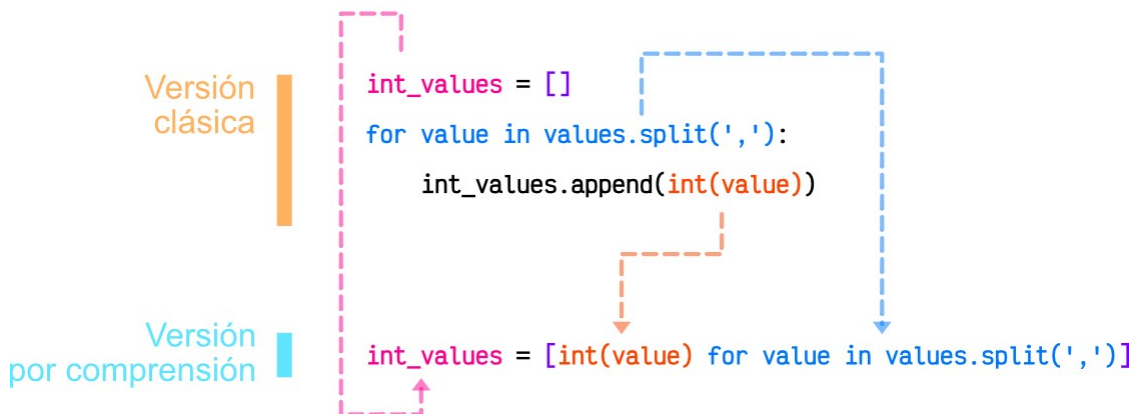 Versión
clásica
int_values = []
for value in values.split(','):
int_values.append(int(value))
Versión
por comprensión
int_values = [int(value) for value in values.split(',')]